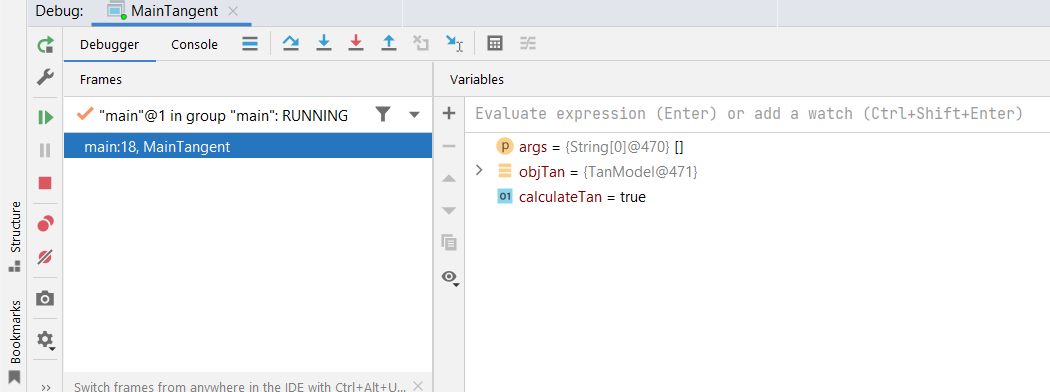 Debug: MainTangent
Debugger Console
Frames
Variables
"main"@1 in group "main": RUNNING
Evaluate expression (Enter) or add a watch (Ctrl+Shift+Enter)
main:18, MainTangent
p args = {String[0]@470} []
objTan = {TanModel@471}
01 calculateTan = true
Structure
Bookmarks
Switch frames from anywhere in the IDE with Ctrl+Alt+U...